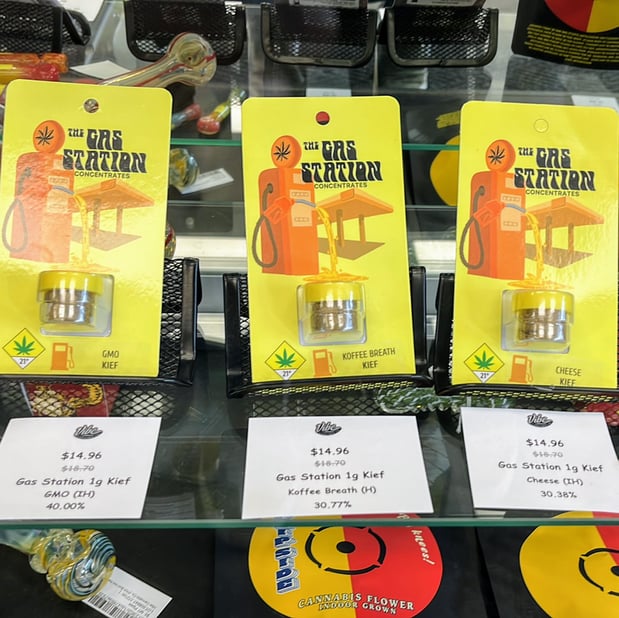 THE GAS
STATION
CONCENTRATES
21+
GMO
KIEF
THE GAS
STATION
CONCENTRATES
21+
KOFFEE BREATH
KIEF
THE GAS
STATION
CONCENTRATES
21+
CHEESE
KIEF
Vibe
$14.96
$18.70
Gas Station 1g Kief
GMO (IH)
40.00%
Vibe
$14.96
$18.70
Gas Station 1g Kief
Koffee Breath (H)
30.77%
Vibe
$14.96
$18.70
Gas Station 1g Kief
Cheese (IH)
30.38%
CANNABIS FLOWER
INDOOR GROWN